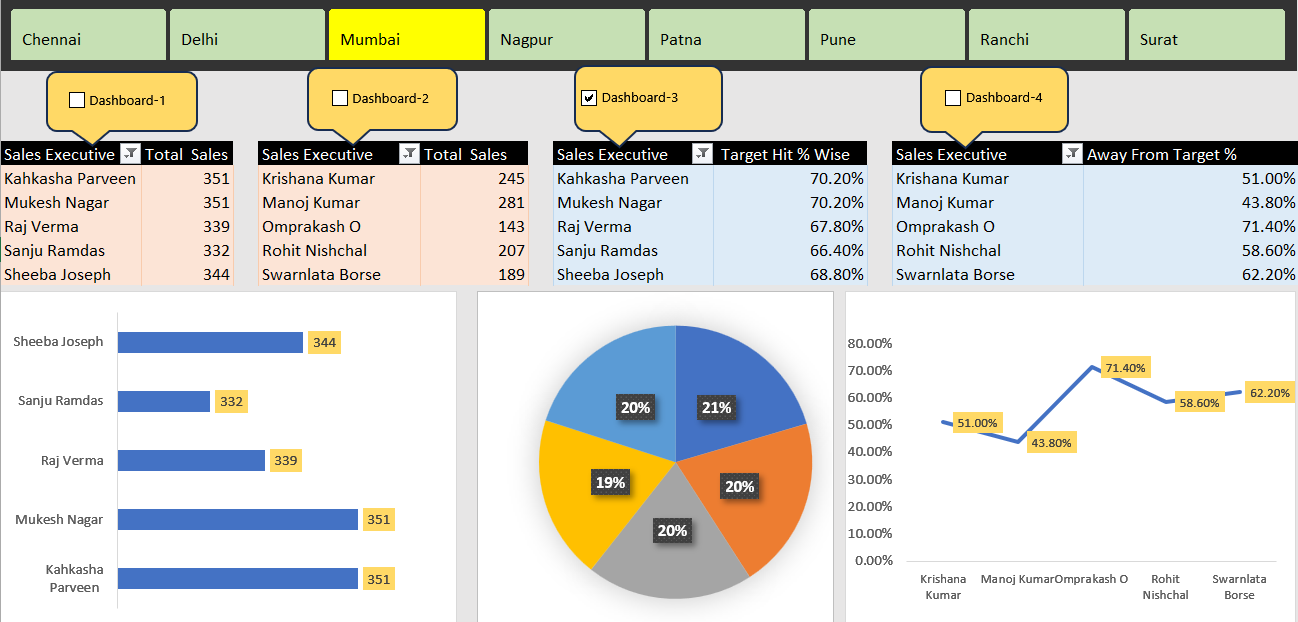 Chennai Delhi Mumbai Nagpur Patna Pune Ranchi Surat
Dashboard-1 Dashboard-2 Dashboard-3 Dashboard-4
Sales Executive Total Sales
Kahkasha Parveen 351
Mukesh Nagar 351
Raj Verma 339
Sanju Ramdas 332
Sheeba Joseph 344
Sales Executive Total Sales
Krishana Kumar 245
Manoj Kumar 281
Omprakash O 143
Rohit Nishchal 207
Swarnlata Borse 189
Sales Executive Target Hit % Wise
Kahkasha Parveen 70.20%
Mukesh Nagar 70.20%
Raj Verma 67.80%
Sanju Ramdas 66.40%
Sheeba Joseph 68.80%
Sales Executive Away From Target %
Krishana Kumar 51.00%
Manoj Kumar 43.80%
Omprakash O 71.40%
Rohit Nishchal 58.60%
Swarnlata Borse 62.20%
Sheeba Joseph 344
Sanju Ramdas 332
Raj Verma 339
Mukesh Nagar 351
Kahkasha
Parveen 351
20% 21%
19% 20%
20%
80.00%
70.00%
60.00%
50.00%
40.00%
30.00%
20.00%
10.00%
0.00%
51.00% 43.80% 71.40% 58.60% 62.20%
Krishana Manoj Kumar Omprakash O Rohit Swarnlata
Kumar Nishchal Borse